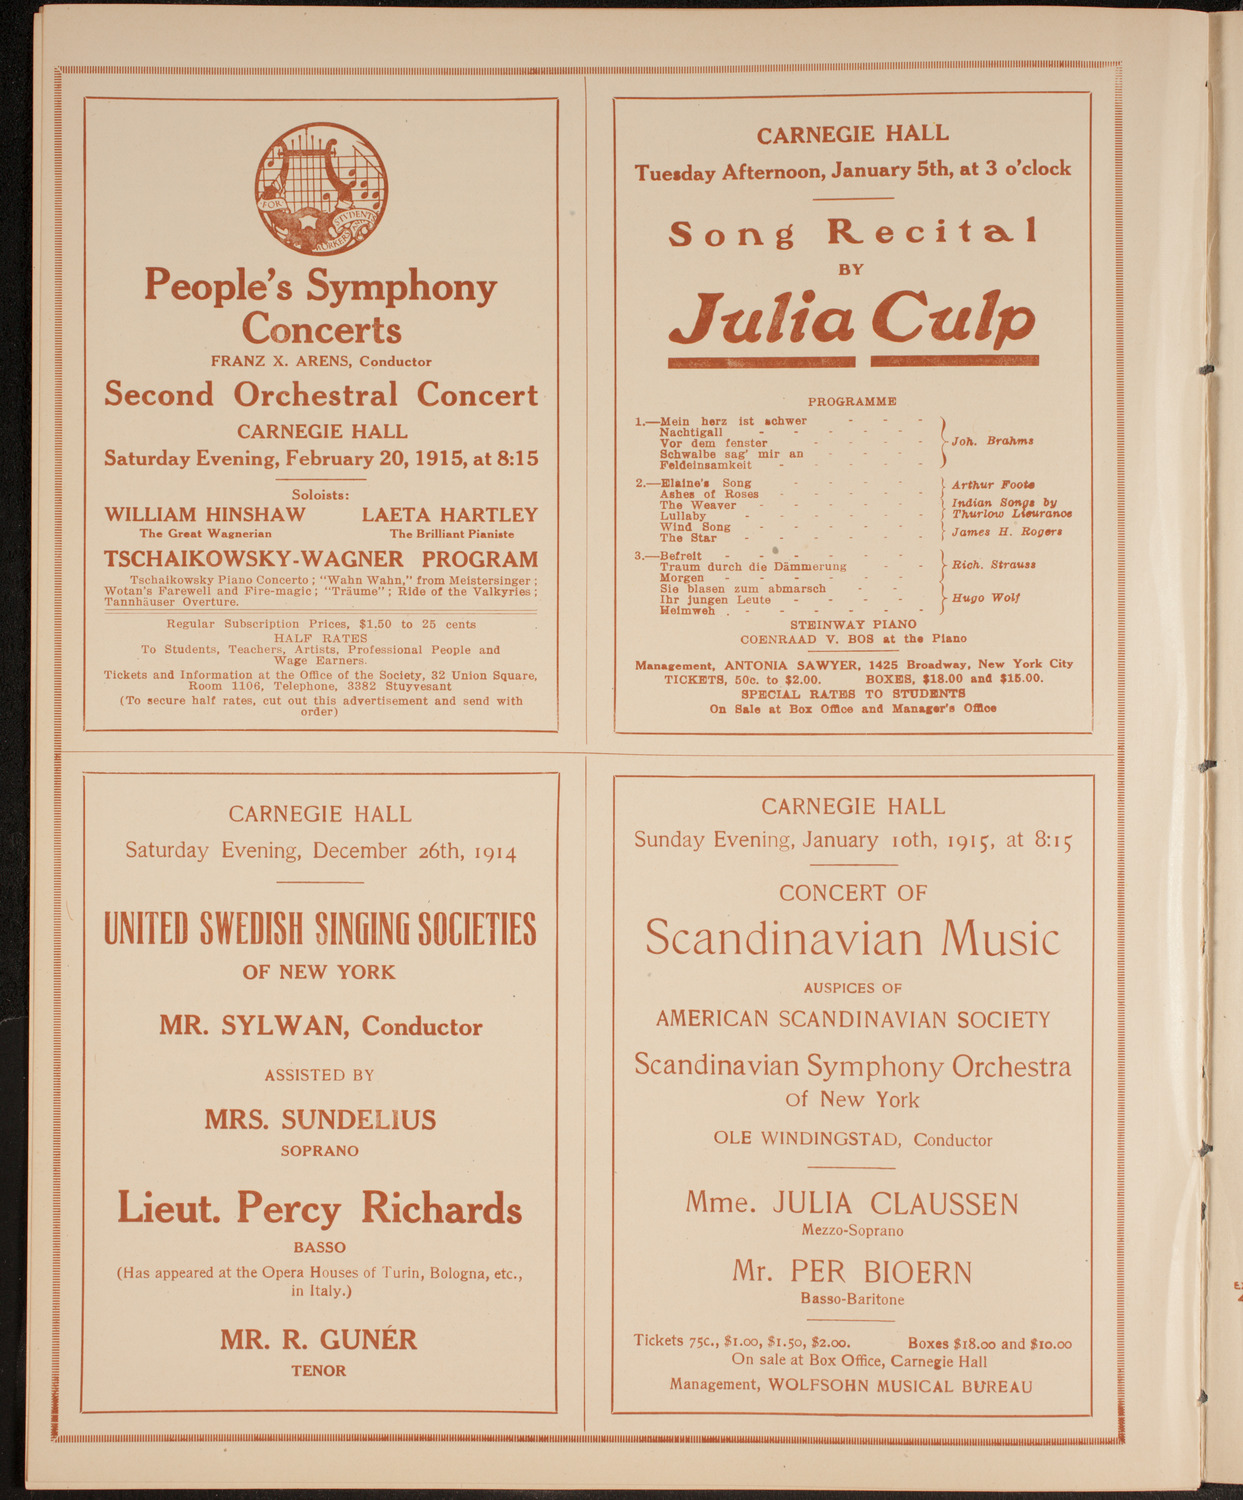 FOR
STVDENTS
AND
WORKERS
People's Symphony
Concerts
FRANZ X. ARENS, Conductor
Second Orchestral Concert
CARNEGIE HALL
Saturday Evening, February 20, 1915, at 8:15
Soloists:
WILLIAM HINSHAW LAETA HARTLEY
The Great Wagnerian The Brilliant Pianiste
TSCHAIKOWSKY-WAGNER PROGRAM
Tschaikowsky Piano Concerto; "Wahn Wahn," from Meistersinger;
Wotan's Farewell and Fire-magic; "Träume"; Ride of the Valkyries;
Tannhäuser Overture.
Regular Subscription Prices, $1.50 to 25 cents
HALF RATES
To Students, Teachers, Artists, Professional People and
Wage Earners.
Tickets and Information at the Office of the Society, 32 Union Square,
Room 1106, Telephone, 3382 Stuyvesant
(To secure half rates, cut out this advertisement and send with
order)
CARNEGIE HALL
Tuesday Afternoon, January 5th, at 3 o'clock
Song Recital
BY
Julia Culp
PROGRAMME
1.—Mein herz ist schwer - - -
Nachtigall - - - - - -
Vor dem fenster - - - -
Schwalbe sag' mir an - - - -
Feldeinsamkeit - - - - -
Joh. Brahms
2.—Elaine's Song - - - - Arthur Foote
Ashes of Roses - - - - -
The Weaver - - - - - -
Lullaby - - - - - -
Indian Songs by
Thurlow Lieurance
Wind Song - - - - - -
The Star - - - - - -
James H. Rogers
3.—Befreit - - - - - -
Traum durch die Dämmerung - - -
Morgen - - - - - - -
Rich. Strauss
Sie blasen zum abmarsch - - -
Ihr jungen Leute - - - - -
Heimweh - - - - - - -
Hugo Wolf
STEINWAY PIANO
COENRAAD V. BOS at the Piano
Management, ANTONIA SAWYER, 1425 Broadway, New York City
TICKETS, 50c. to $2.00. BOXES, $18.00 and $15.00.
SPECIAL RATES TO STUDENTS
On Sale at Box Office and Manager's Office
CARNEGIE HALL
Saturday Evening, December 26th, 1914
UNITED SWEDISH SINGING SOCIETIES
OF NEW YORK
MR. SYLWAN, Conductor
ASSISTED BY
MRS. SUNDELIUS
SOPRANO
Lieut. Percy Richards
BASSO
(Has appeared at the Opera Houses of Turin, Bologna, etc.,
in Italy.)
MR. R. GUNÉR
TENOR
CARNEGIE HALL
Sunday Evening, January 10th, 1915, at 8:15
CONCERT OF
Scandinavian Music
AUSPICES OF
AMERICAN SCANDINAVIAN SOCIETY
Scandinavian Symphony Orchestra
of New York
OLE WINDINGSTAD, Conductor
Mme. JULIA CLAUSSEN
Mezzo-Soprano
Mr. PER BIOERN
Basso-Baritone
Tickets 75c., $1.00, $1.50, $2.00. Boxes $18.00 and $10.00
On sale at Box Office, Carnegie Hall
Management, WOLFSOHN MUSICAL BUREAU